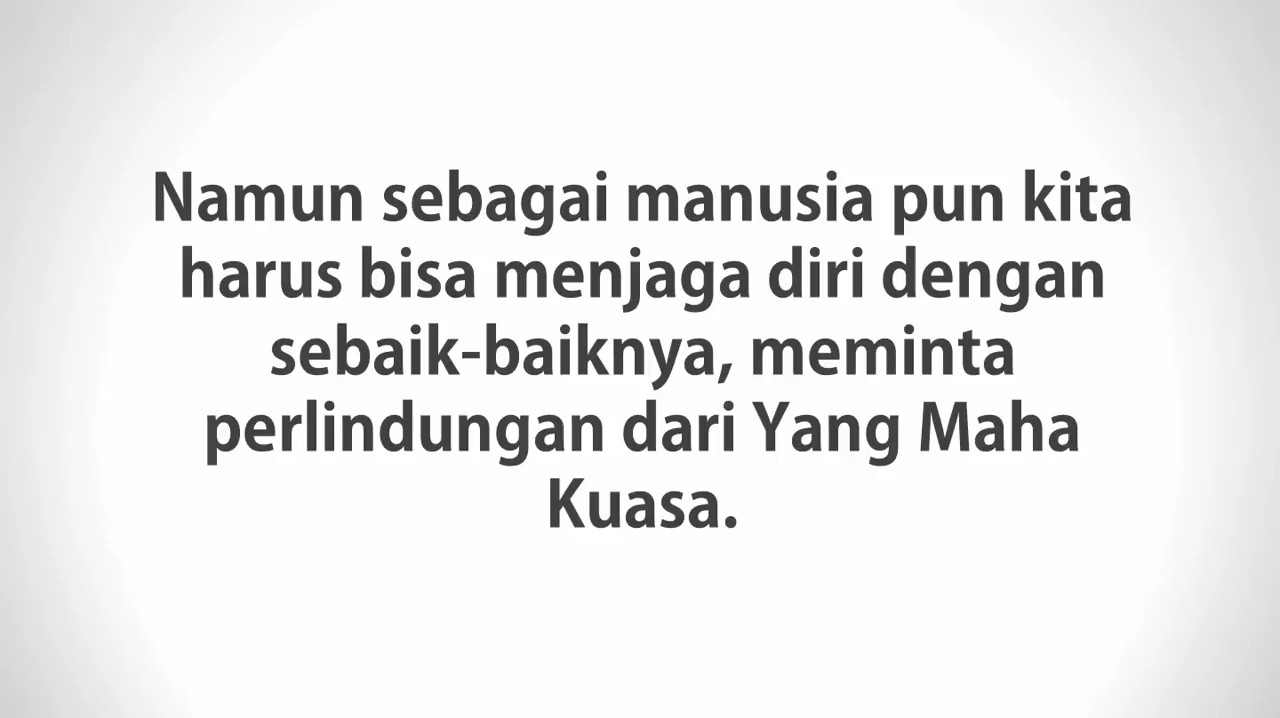 Namun sebagai manusia pun kita
harus bisa menjaga diri dengan
sebaik-baiknya, meminta
perlindungan dari Yang Maha
Kuasa.